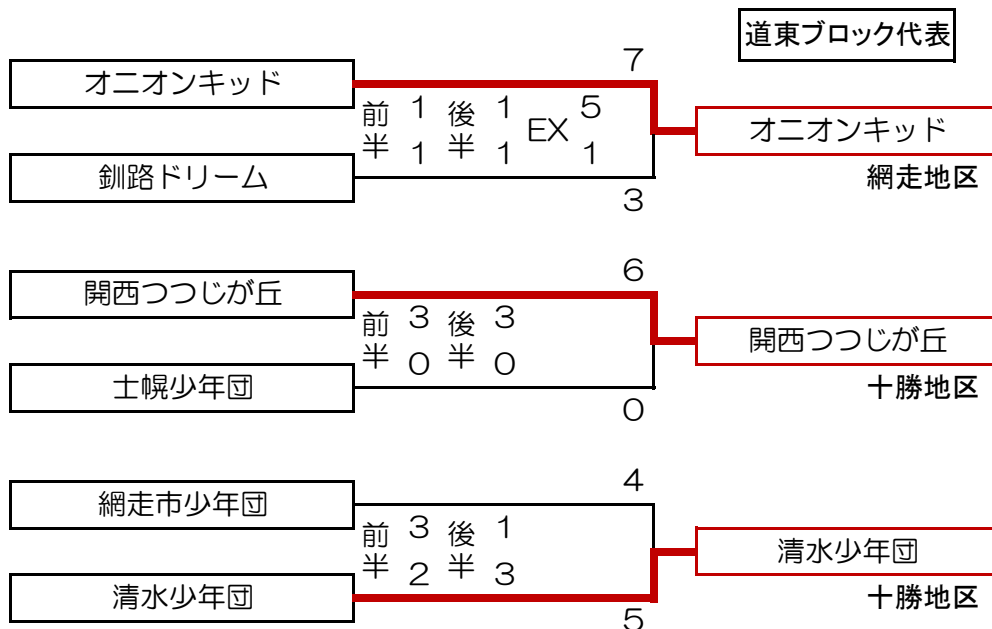 道東ブロック代表
7
オニオンキッド
前半 1 後半 1 EX 5
1 1 1
オニオンキッド
釧路ドリーム
網走地区
3
6
開西つつじが丘
前半 3 後半 3
0 0
開西つつじが丘
士幌少年団
十勝地区
0
4
網走市少年団
前半 3 後半 1
2 3
清水少年団
清水少年団
十勝地区
5